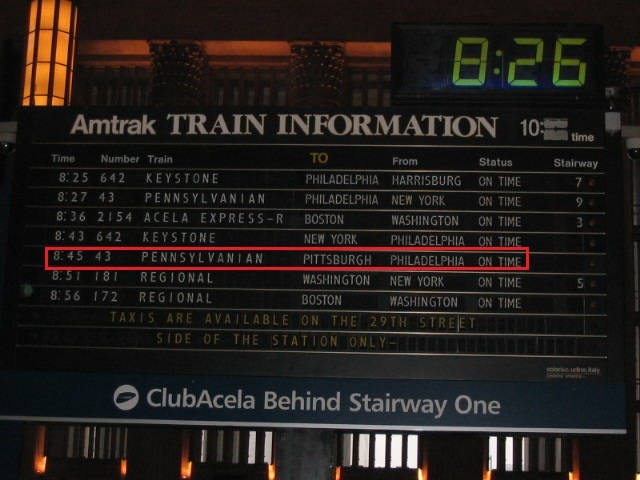 8:26
Amtrak TRAIN INFORMATION 10: time
Time Number Train TO From Status Stairway
8:25 642 KEYSTONE PHILADELPHIA HARRISBURG ON TIME 7
8:27 43 PENNSYLVANIAN PHILADELPHIA NEW YORK ON TIME 9
8:36 2154 ACELA EXPRESS-R BOSTON WASHINGTON ON TIME 3
8:43 642 KEYSTONE NEW YORK PHILADELPHIA ON TIME
8:45 43 PENNSYLVANIAN PITTSBURGH PHILADELPHIA ON TIME
8:51 181 REGIONAL WASHINGTON NEW YORK ON TIME 5
8:56 172 REGIONAL BOSTON WASHINGTON ON TIME
TAXIS ARE AVAILABLE ON THE 29TH STREET
SIDE OF THE STATION ONLY-
ClubAcela Behind Stairway One